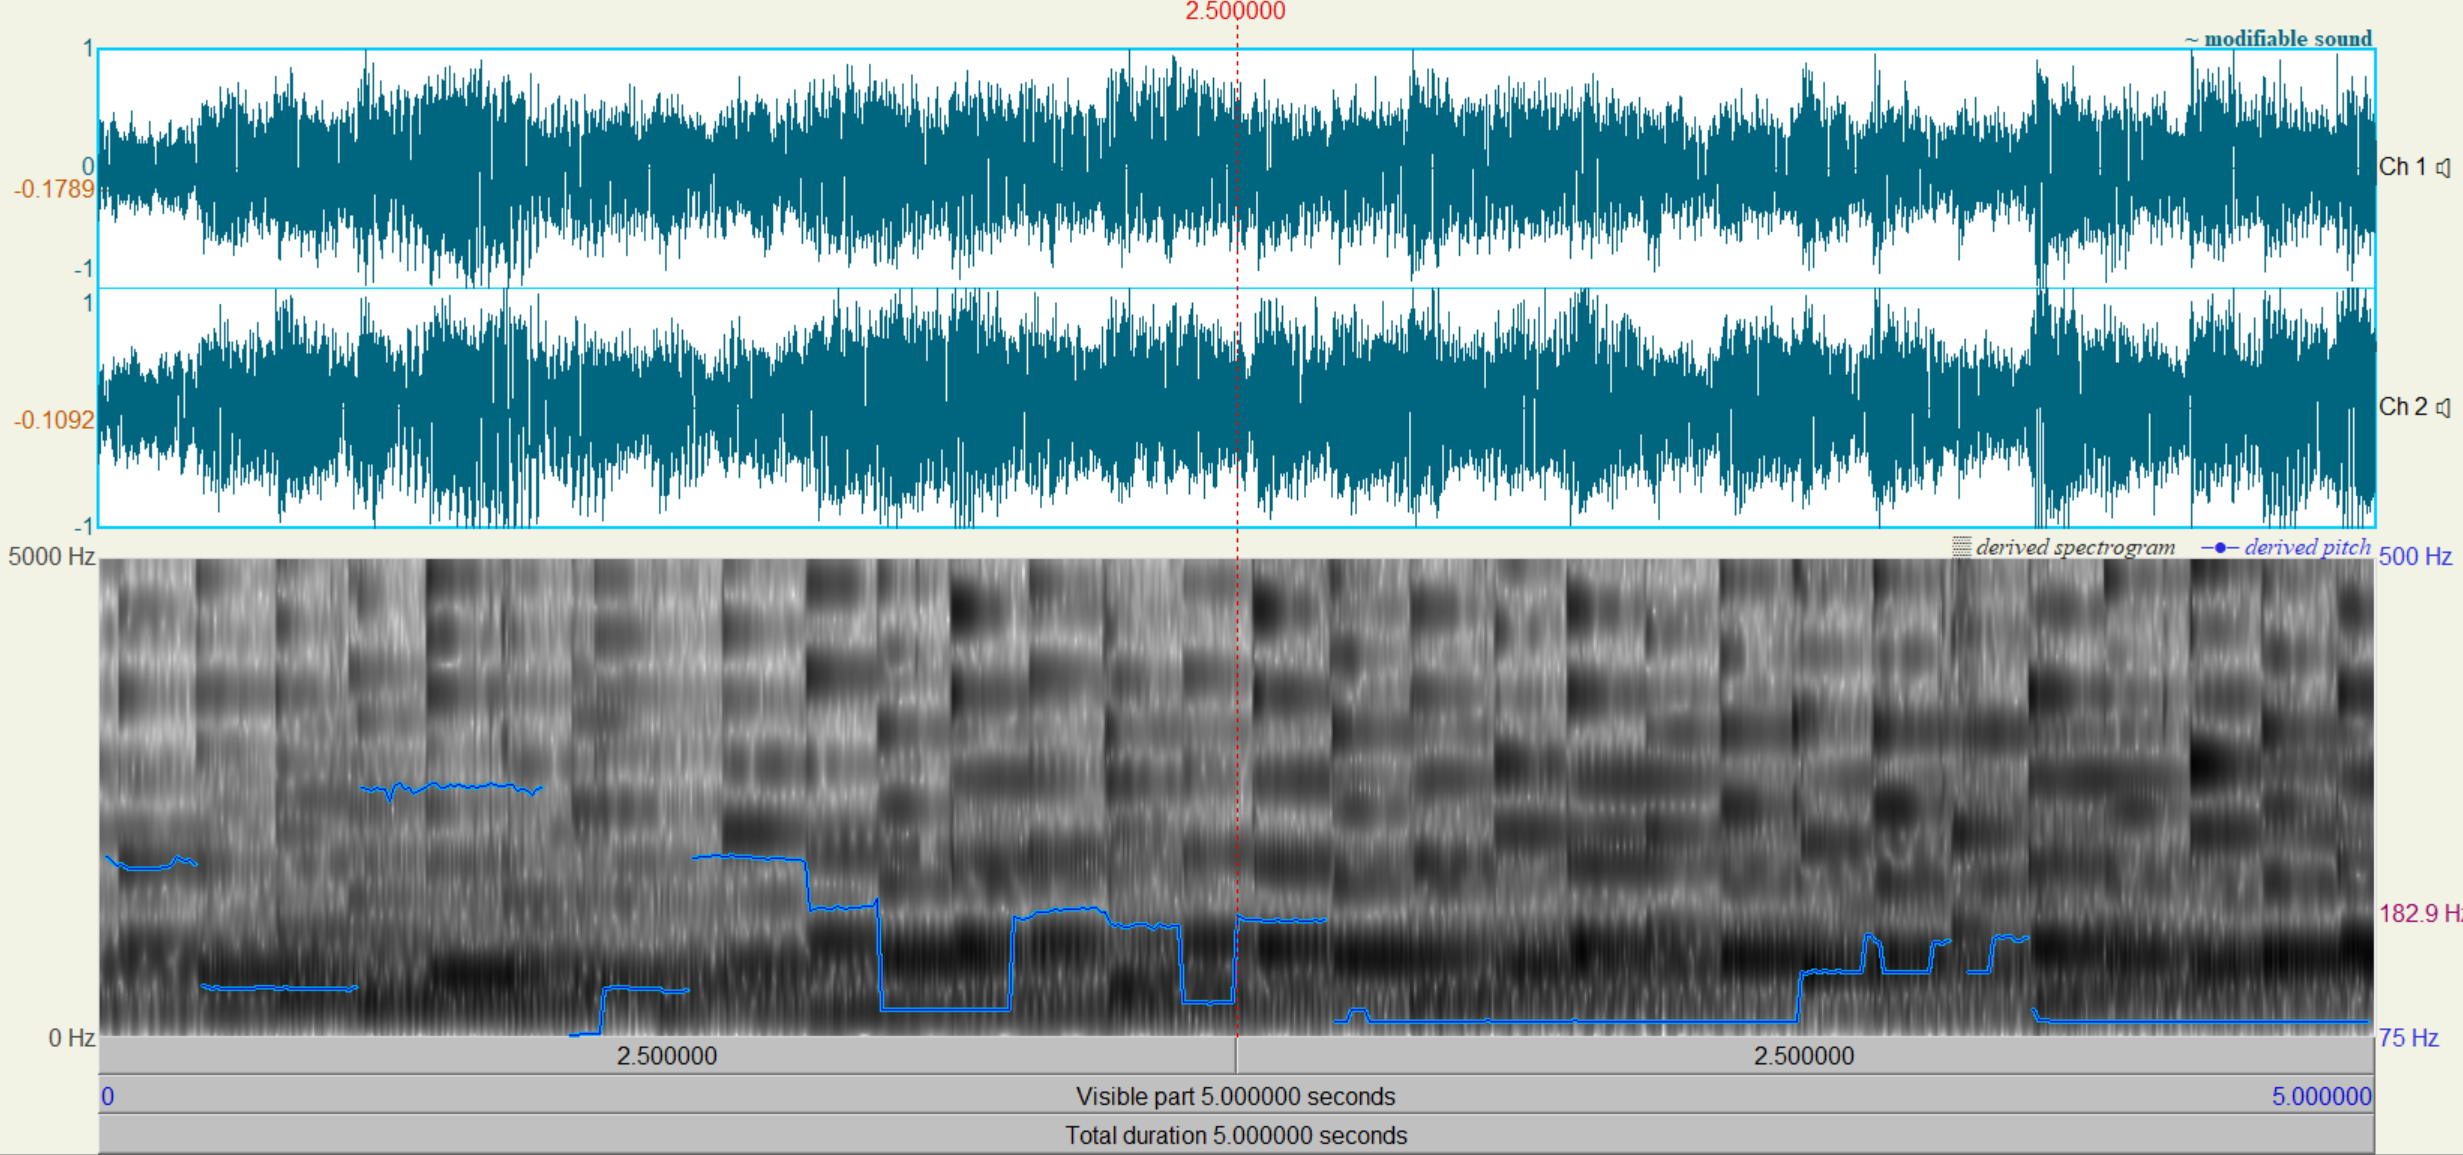 2.500000
~ modifiable sound
1
0
-0.1789
-1
Ch 1
1
-0.1092
-1
Ch 2
derived spectrogram derived pitch
5000 Hz
500 Hz
182.9 Hz
0 Hz
75 Hz
2.500000 2.500000
0 Visible part 5.000000 seconds 5.000000
Total duration 5.000000 seconds